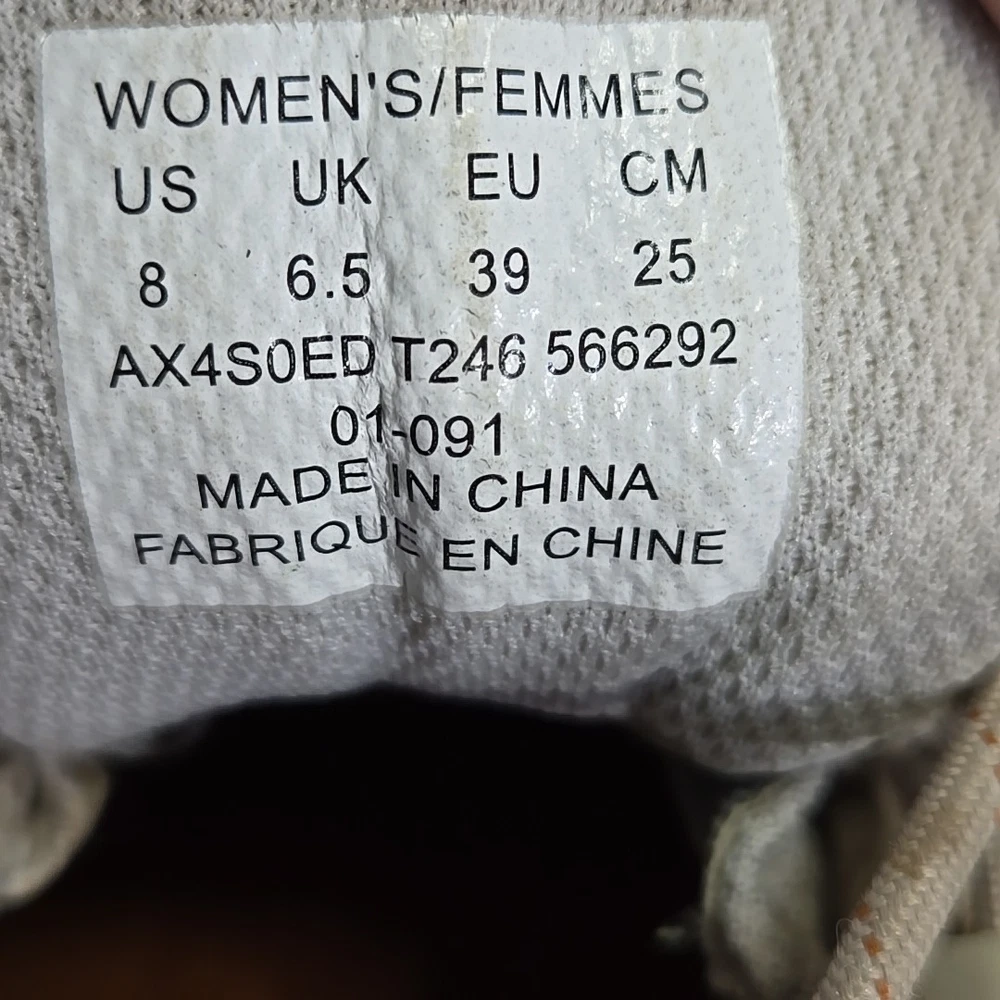 WOMEN'S/FEMMES
US UK EU CM
8 6.5 39 25
AX4S0ED T246 566292
01-091
MADE IN CHINA
FABRIQUE EN CHINE